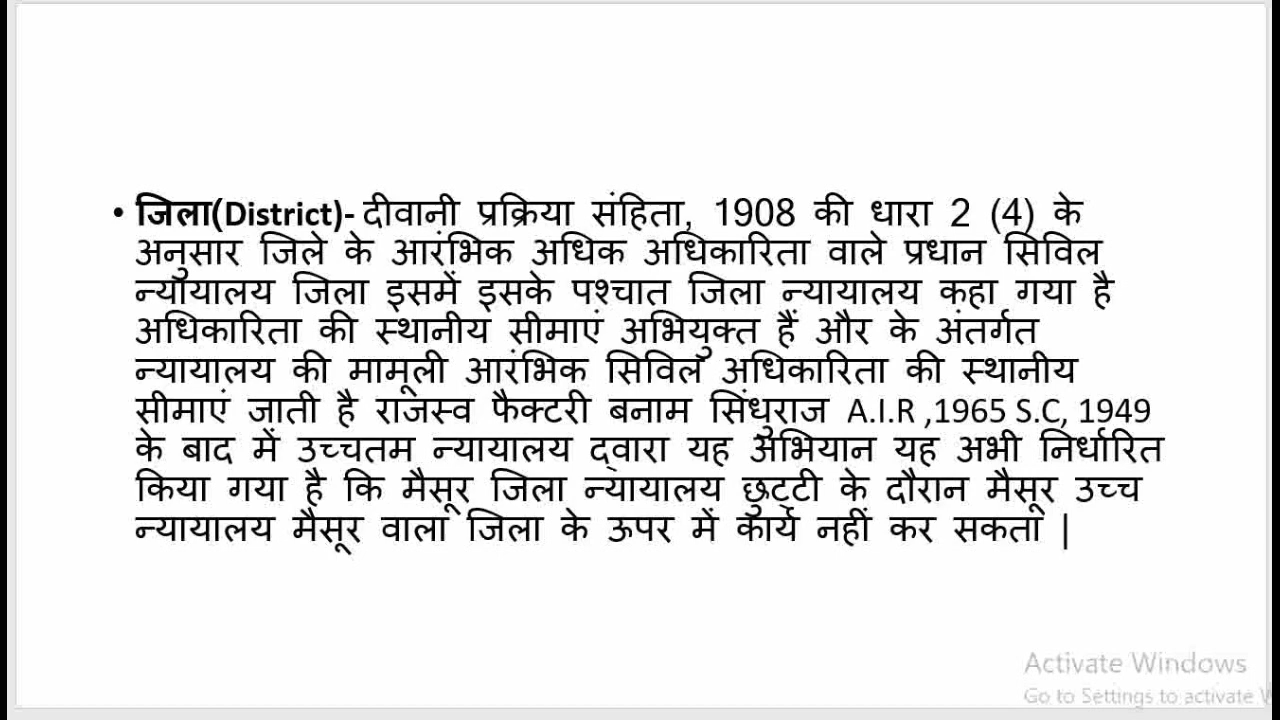 • जिला(District)- दीवानी प्रक्रिया संहिता, 1908 की धारा 2 (4) के
अनुसार जिले के आरंभिक अधिक अधिकारिता वाले प्रधान सिविल
न्यायालय जिला इसमें इसके पश्चात जिला न्यायालय कहा गया है
अधिकारिता की स्थानीय सीमाएं अभियुक्त हैं और के अंतर्गत
न्यायालय की मामूली आरंभिक सिविल अधिकारिता की स्थानीय
सीमाएं जाती है राजस्व फैक्टरी बनाम सिंधुराज A.I.R ,1965 S.C, 1949
के बाद में उच्चतम न्यायालय द्वारा यह अभियान यह अभी निर्धारित
किया गया है कि मैसूर जिला न्यायालय छुट्टी के दौरान मैसूर उच्च
न्यायालय मैसूर वाला जिला के ऊपर में कार्य नहीं कर सकता |
Activate Windows
Go to Settings to activate W